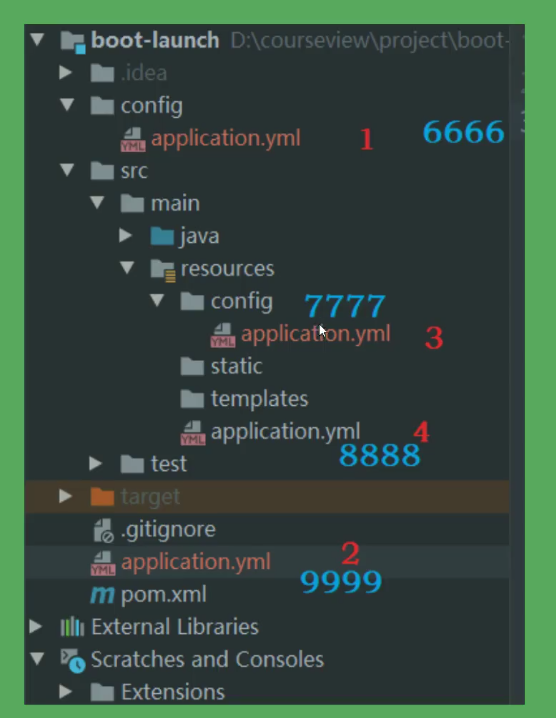 boot-launch D:\courseview\project\boot-
.idea
config
application.yml 1 6666
src
main
java
resources
config 7777
application.yml 3
static
templates
application.yml 4
8888
test
target
.gitignore
application.yml 2
9999
pom.xml
External Libraries
Scratches and Consoles
Extensions